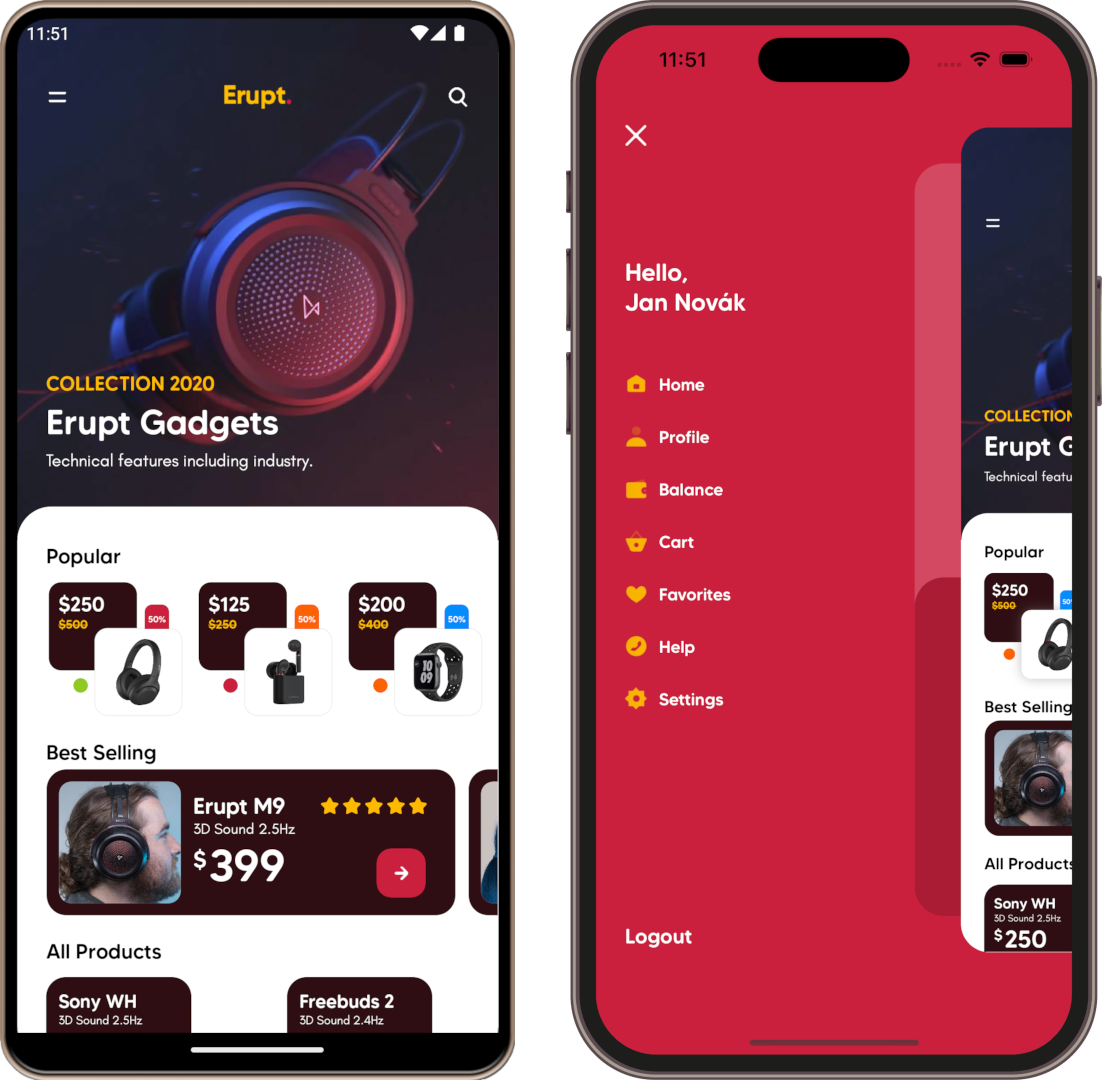 11:51
Erupt.
COLLECTION 2020
Erupt Gadgets
Technical features including industry.
Popular
$250
$500
50%
$125
$250
50%
$200
$400
50%
10
09
Best Selling
Erupt M9
3D Sound 2.5Hz
$399
All Products
Sony WH
3D Sound 2.5Hz
Freebuds 2
3D Sound 2.4Hz
11:51
Hello,
Jan Novák
Home
Profile
Balance
Cart
Favorites
Help
Settings
Logout
COLLECTION
Erupt G
Technical featu
Popular
$250
$500
50
Best Selling
All Products
Sony WH
3D Sound 2.5Hz
$250